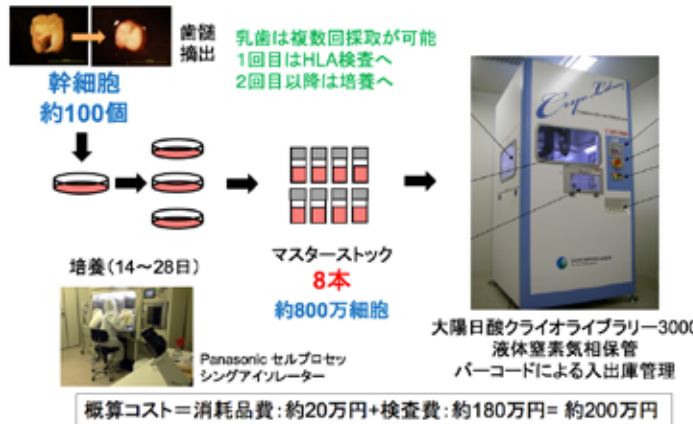 歯髄
摘出
乳歯は複数回採取が可能
1回目はHLA検査へ
2回目以降は培養へ
幹細胞
約100個
培養（14〜28日）
マスターストック
8本
約800万細胞
Panasonic セルプロセッ
シングアイソレーター
大陽日酸クライオライブラリー3000
液体窒素気相保管
バーコードによる入出庫管理
概算コスト＝消耗品費：約20万円+検査費：約180万円= 約200万円